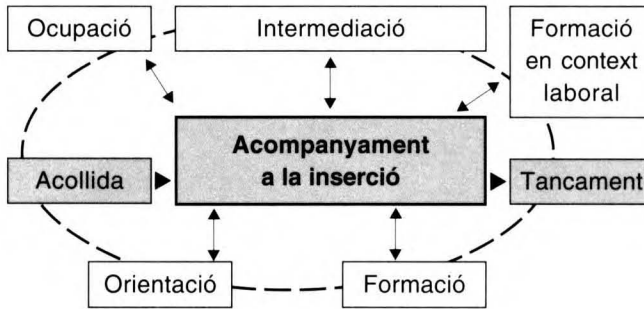 Ocupació
Intermediació
Formació
en context
laboral
Acompanyament
a la inserció
Acollida
Tancament
Orientació
Formació